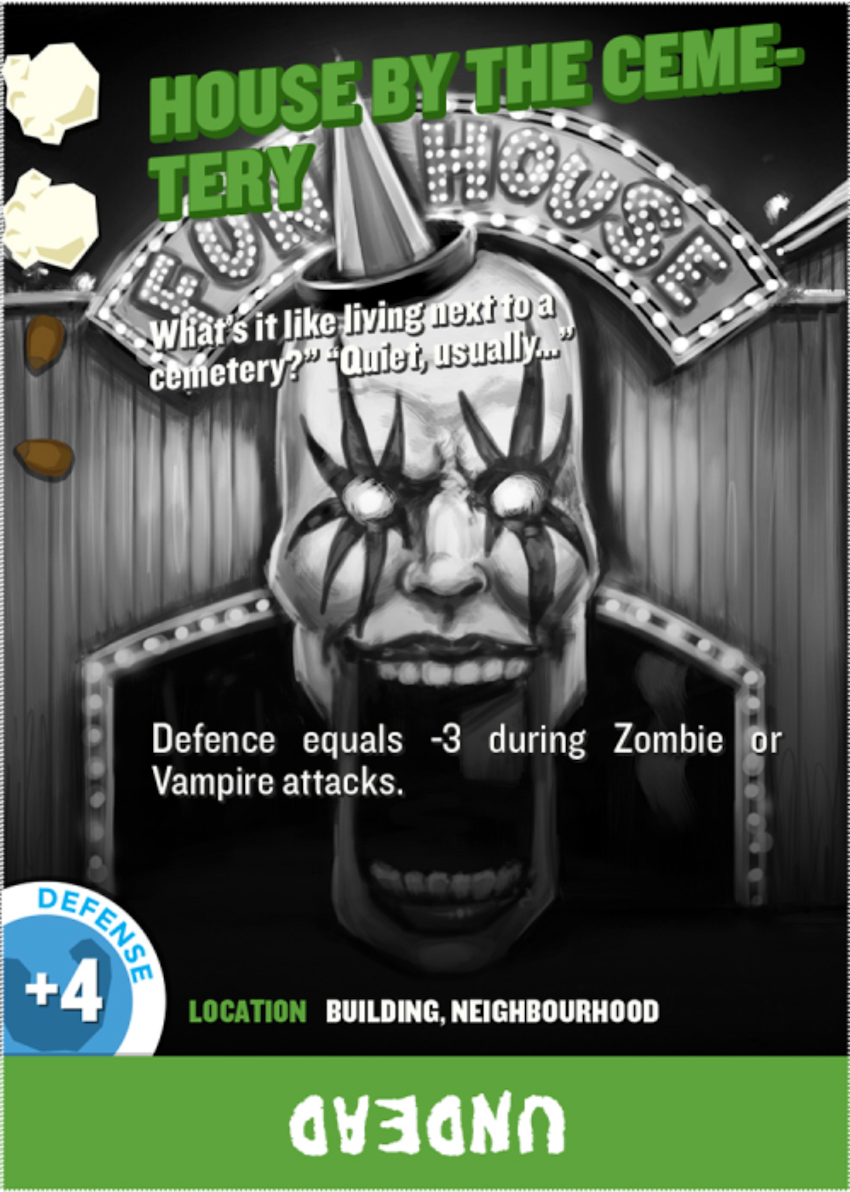 HOUSE BY THE CEME-
TERY
FUN HOUSE
What's it like living next to a
cemetery?” “Quiet, usually...”
Defence equals -3 during Zombie or
Vampire attacks.
DEFENSE
+4
LOCATION BUILDING, NEIGHBOURHOOD
UNDEAD